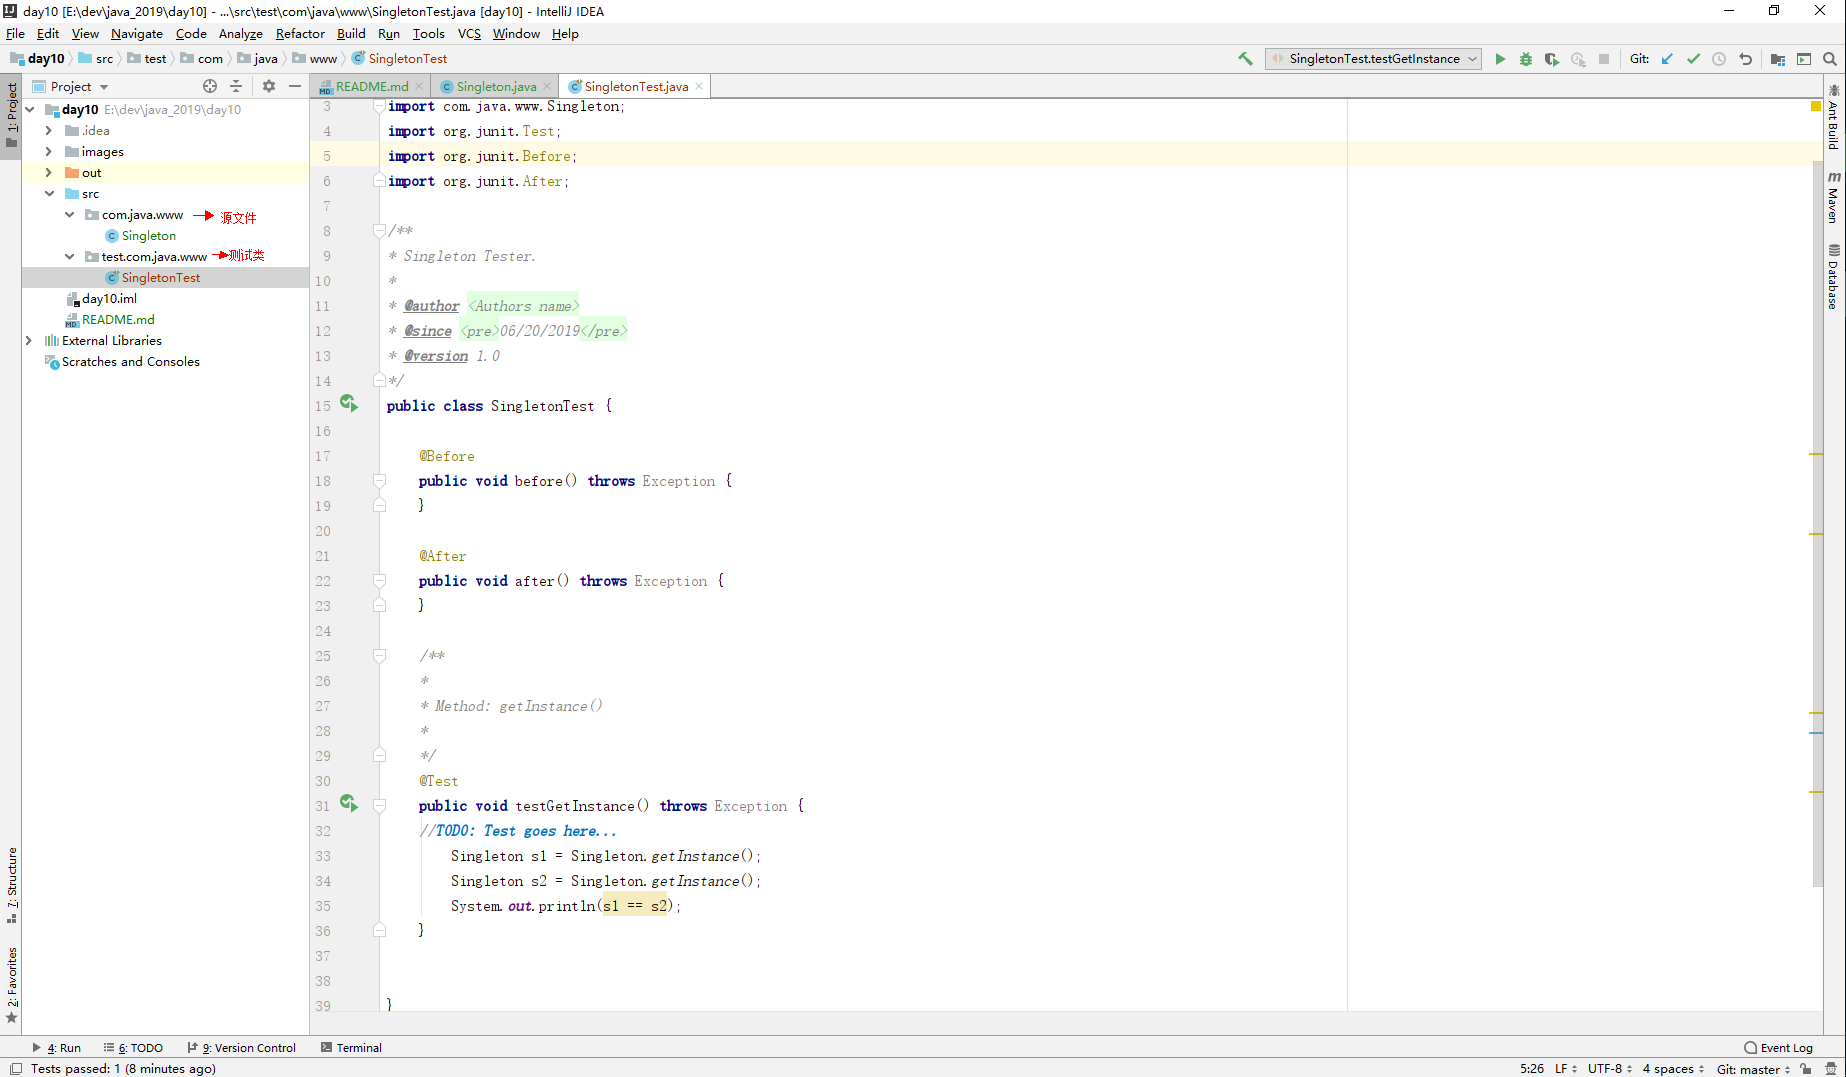 day10 [E:\dev\java_2019\day10] - ...\src\test\com\java\www\SingletonTest.java [day10] - IntelliJ IDEA
File Edit View Navigate Code Analyze Refactor Build Run Tools VCS Window Help
day10 src test com java www SingletonTest
SingletonTest.testGetInstance Git:
Project
README.md Singleton.java SingletonTest.java
1: Project
day10 E:\dev\java_2019\day10
.idea
images
out
src
com.java.www 源文件
Singleton
test.com.java.www 测试类
SingletonTest
day10.iml
README.md
External Libraries
Scratches and Consoles
7: Structure
2: Favorites
3 import com.java.www.Singleton;
4 import org.junit.Test;
5 import org.junit.Before;
6 import org.junit.After;
7
8 /**
9 * Singleton Tester.
10 *
11 * @author <Authors name>
12 * @since <pre>06/20/2019</pre>
13 * @version 1.0
14 */
15 public class SingletonTest {
16
17 @Before
18 public void before() throws Exception {
19 }
20
21 @After
22 public void after() throws Exception {
23 }
24
25 /**
26 *
27 * Method: getInstance()
28 *
29 */
30 @Test
31 public void testGetInstance() throws Exception {
32 //TODO: Test goes here...
33 Singleton s1 = Singleton.getInstance();
34 Singleton s2 = Singleton.getInstance();
35 System.out.println(s1 == s2);
36 }
37
38
39 }
Ant Build
Maven
Database
4: Run 6: TODO 9: Version Control Terminal Event Log
Tests passed: 1 (8 minutes ago) 5:26 LF UTF-8 4 spaces Git: master